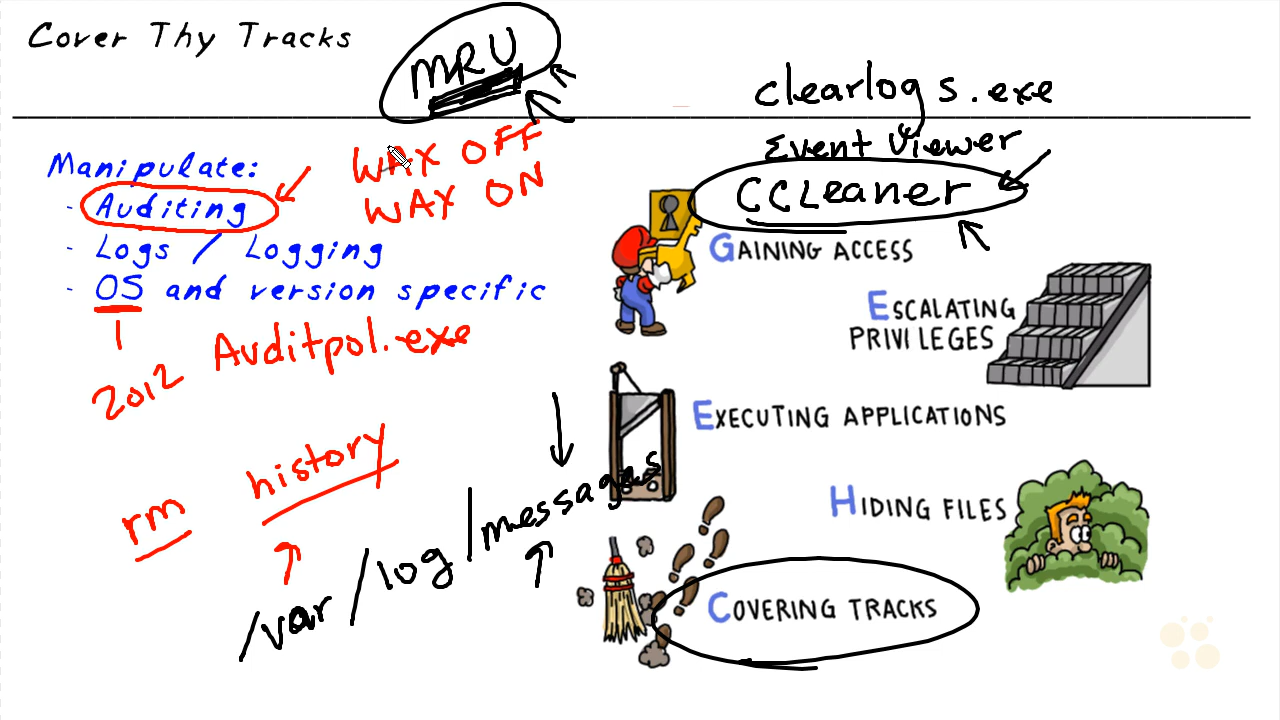 Cover Thy Tracks
MRU
clearlogs.exe
Event Viewer
CCLeaner
Manipulate:
- Auditing
- Logs / Logging
- OS and version specific
WAX OFF
WAX ON
2012
Auditpol.exe
rm
history
/var/log/messages
GAINING ACCESS
ESCALATING
PRIVILEGES
EXECUTING APPLICATIONS
HIDING FILES
COVERING TRACKS